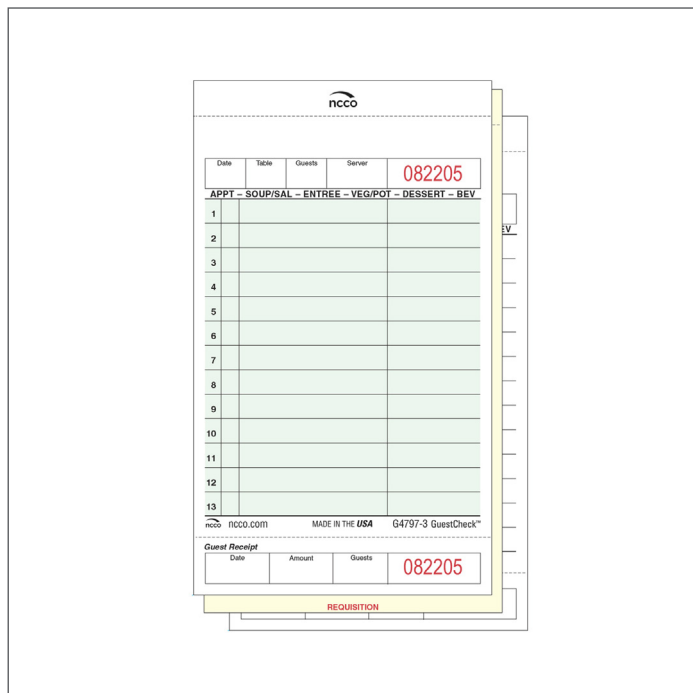 ncco
Date Table Guests Server 082205
APPT – SOUP/SAL – ENTREE – VEG/POT – DESSERT – BEV
1
2
3
4
5
6
7
8
9
10
11
12
13
ncco ncco.com MADE IN THE USA G4797-3 GuestCheck™
Guest Receipt
Date Amount Guests 082205
REQUISITION
EV